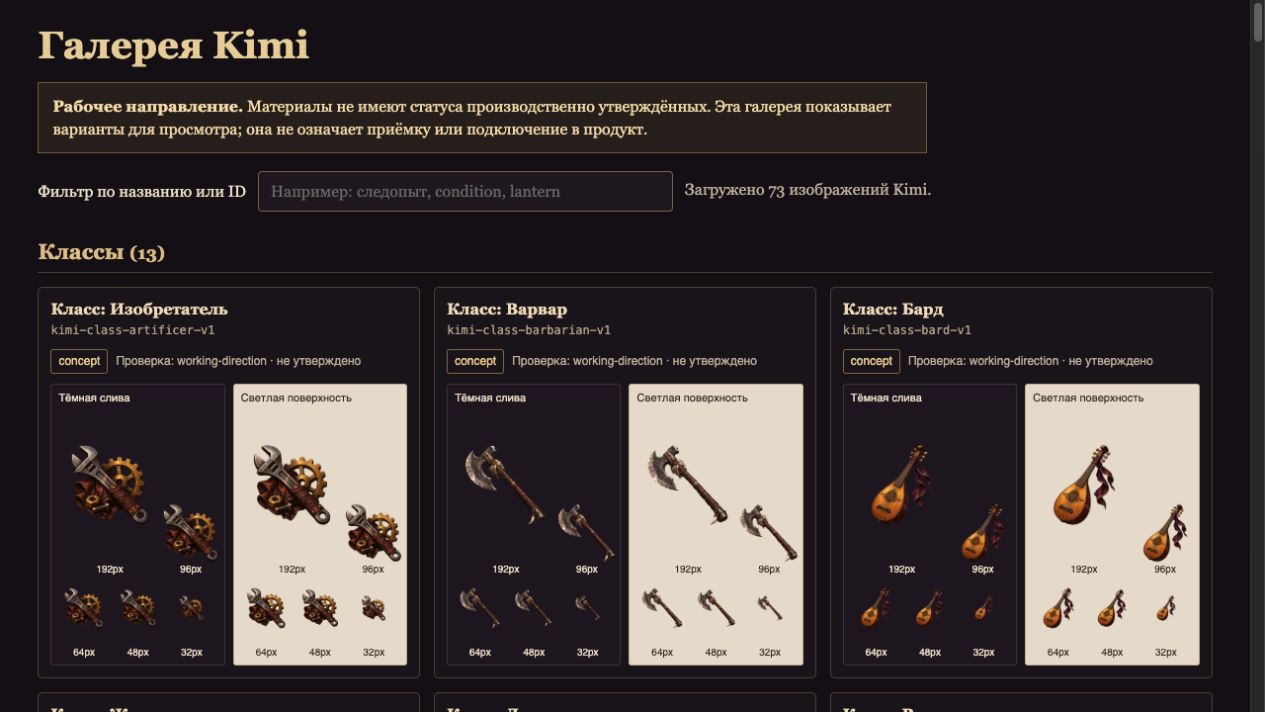 Галерея Kimi
Рабочее направление. Материалы не имеют статуса производственно утверждённых. Эта галерея показывает
варианты для просмотра; она не означает приёмку или подключение в продукт.
Фильтр по названию или ID
Например: следопыт, condition, lantern
Загружено 73 изображений Kimi.
Классы (13)
Класс: Изобретатель
kimi-class-artificer-v1
concept
Проверка: working-direction · не утверждено
Тёмная слива
192px
96px
64px
48px
32px
Светлая поверхность
192px
96px
64px
48px
32px
Класс: Варвар
kimi-class-barbarian-v1
concept
Проверка: working-direction · не утверждено
Тёмная слива
192px
96px
64px
48px
32px
Светлая поверхность
192px
96px
64px
48px
32px
Класс: Бард
kimi-class-bard-v1
concept
Проверка: working-direction · не утверждено
Тёмная слива
192px
96px
64px
48px
32px
Светлая поверхность
192px
96px
64px
48px
32px